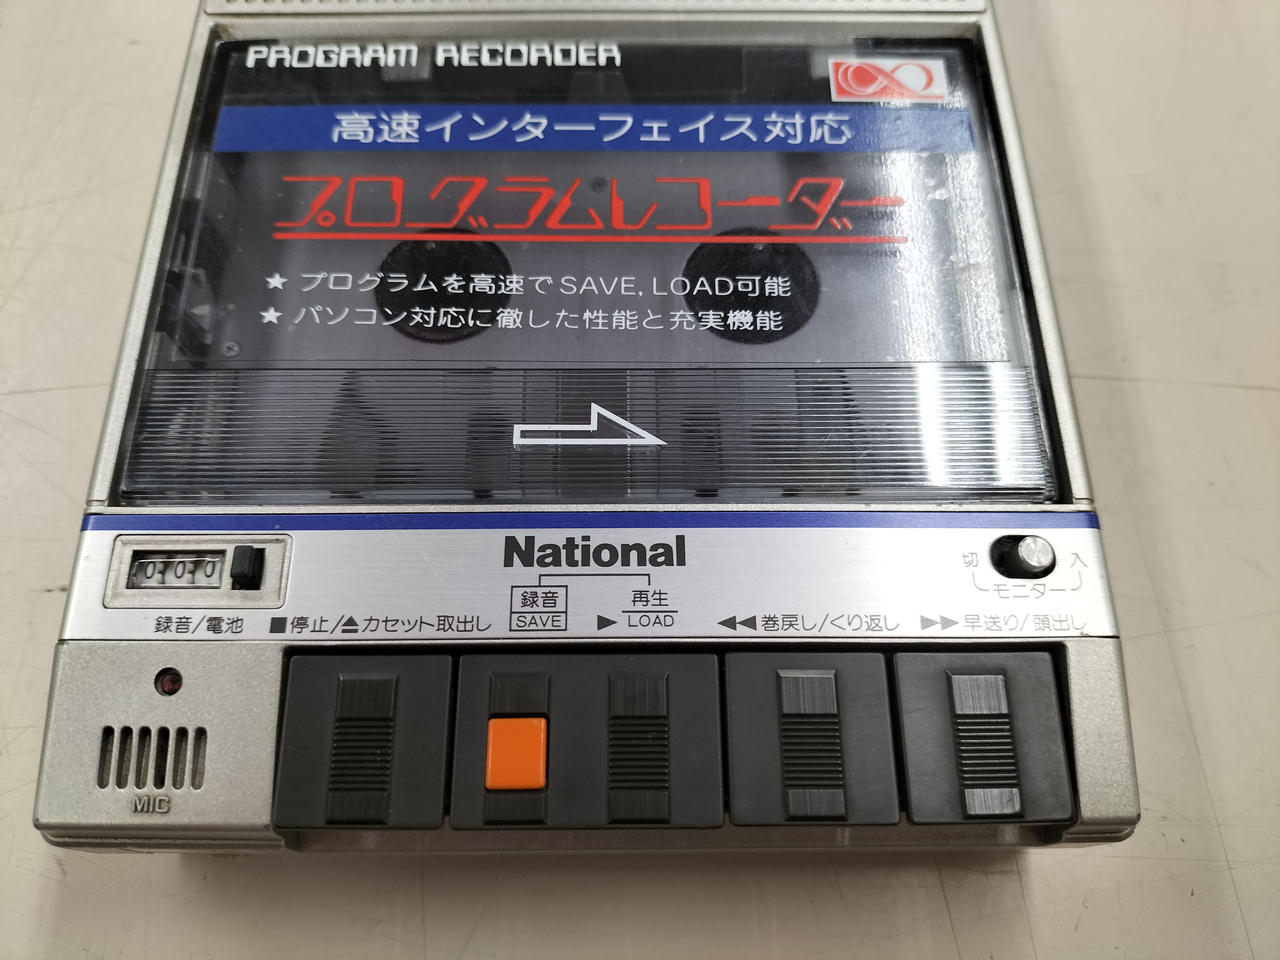 PROGRAM RECORDER
高速インターフェイス対応
プログラムレコーダー
★ プログラムを高速でSAVE, LOAD可能
★ パソコン対応に徹した性能と充実機能
000
National
切 入
モニター
録音 再生
SAVE LOAD
録音/電池 ■停止/⏏カセット取出し ▶ ◀◀巻戻し/くり返し ▶▶早送り/頭出し
MIC